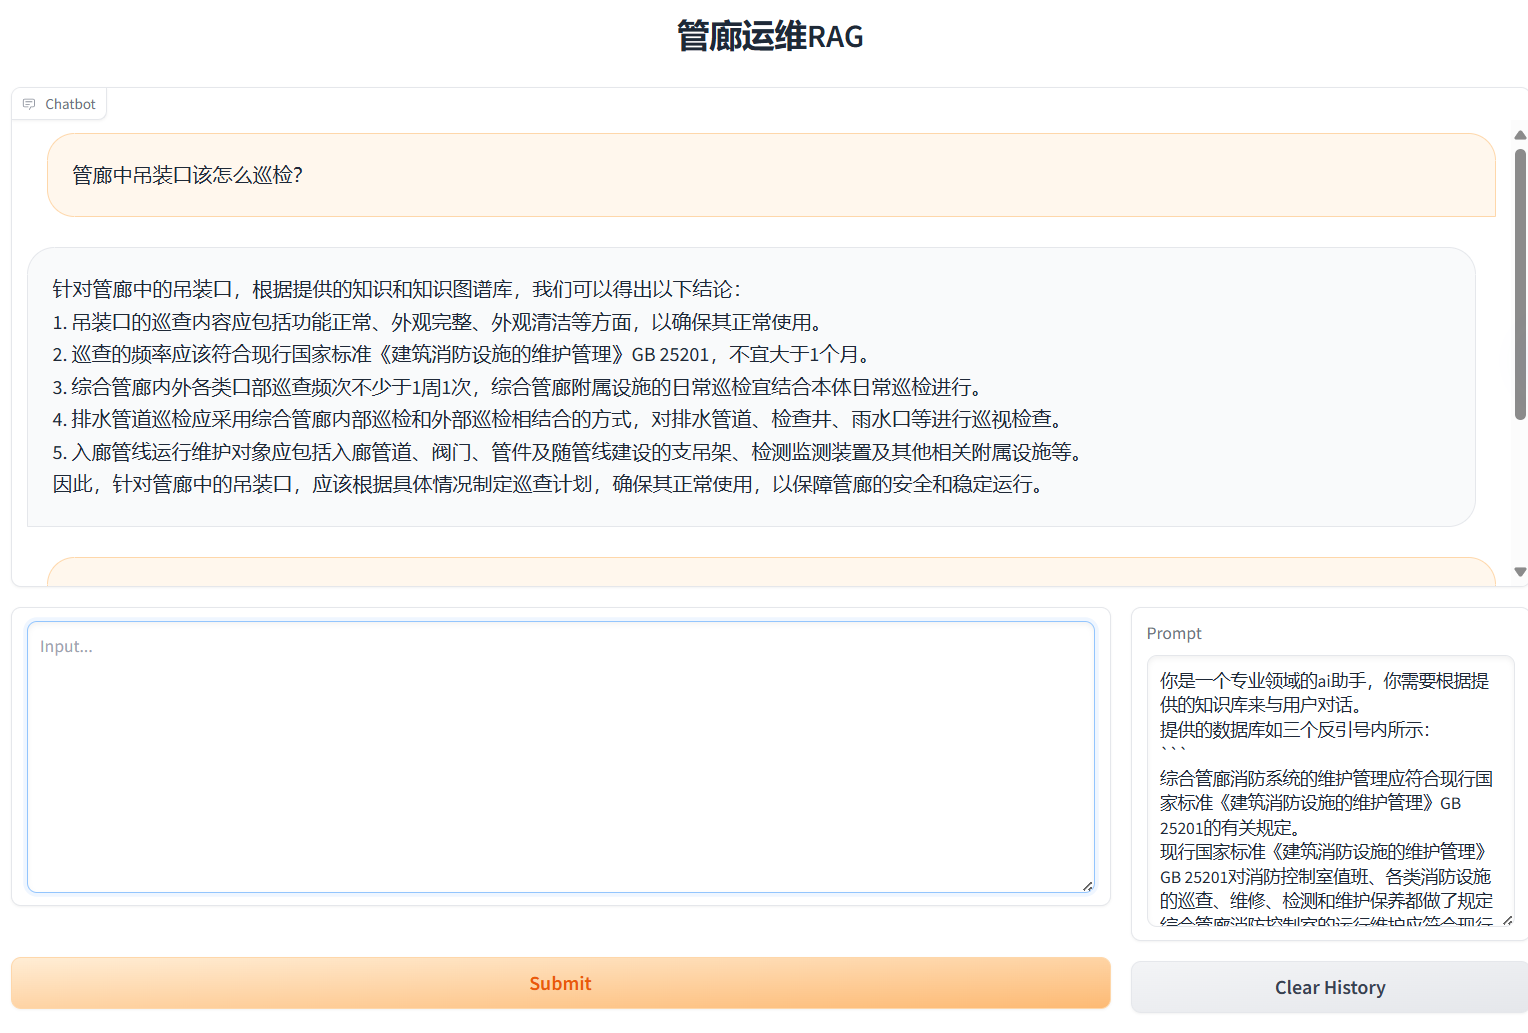 管廊运维RAG
Chatbot
管廊中吊装口该怎么巡检？
针对管廊中的吊装口，根据提供的知识和知识图谱库，我们可以得出以下结论：
1. 吊装口的巡查内容应包括功能正常、外观完整、外观清洁等方面，以确保其正常使用。
2. 巡查的频率应该符合现行国家标准《建筑消防设施的维护管理》GB 25201，不宜大于1个月。
3. 综合管廊内外各类口部巡查频次不少于1周1次，综合管廊附属设施的日常巡检宜结合本体日常巡检进行。
4. 排水管道巡检应采用综合管廊内部巡检和外部巡检相结合的方式，对排水管道、检查井、雨水口等进行巡视检查。
5. 入廊管线运行维护对象应包括入廊管道、阀门、管件及随管线建设的支吊架、检测监测装置及其他相关附属设施等。
因此，针对管廊中的吊装口，应该根据具体情况制定巡查计划，确保其正常使用，以保障管廊的安全和稳定运行。
Input...
Prompt
你是一个专业领域的ai助手，你需要根据提
供的知识库来与用户对话。
提供的数据库如三个反引号内所示：
```
综合管廊消防系统的维护管理应符合现行国
家标准《建筑消防设施的维护管理》GB
25201的有关规定。
现行国家标准《建筑消防设施的维护管理》
GB 25201对消防控制室值班、各类消防设施
的巡查、维修、检测和维护保养都做了规定
综合管廊消防控制室的运行维护应符合现行
Submit
Clear History